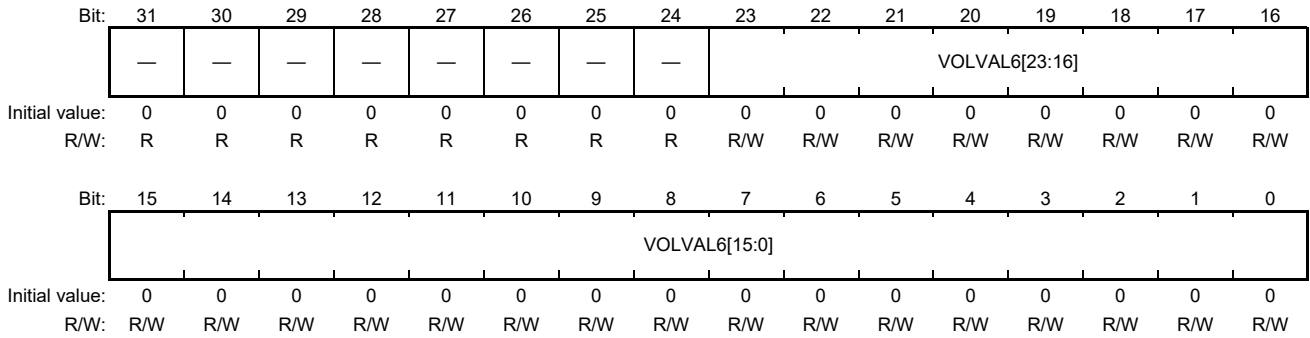 Bit: 31 30 29 28 27 26 25 24 23 22 21 20 19 18 17 16
— — — — — — — — VOLVAL6[23:16]
Initial value: 0 0 0 0 0 0 0 0 0 0 0 0 0 0 0 0
R/W: R R R R R R R R R/W R/W R/W R/W R/W R/W R/W R/W
Bit: 15 14 13 12 11 10 9 8 7 6 5 4 3 2 1 0
VOLVAL6[15:0]
Initial value: 0 0 0 0 0 0 0 0 0 0 0 0 0 0 0 0
R/W: R/W R/W R/W R/W R/W R/W R/W R/W R/W R/W R/W R/W R/W R/W R/W R/W